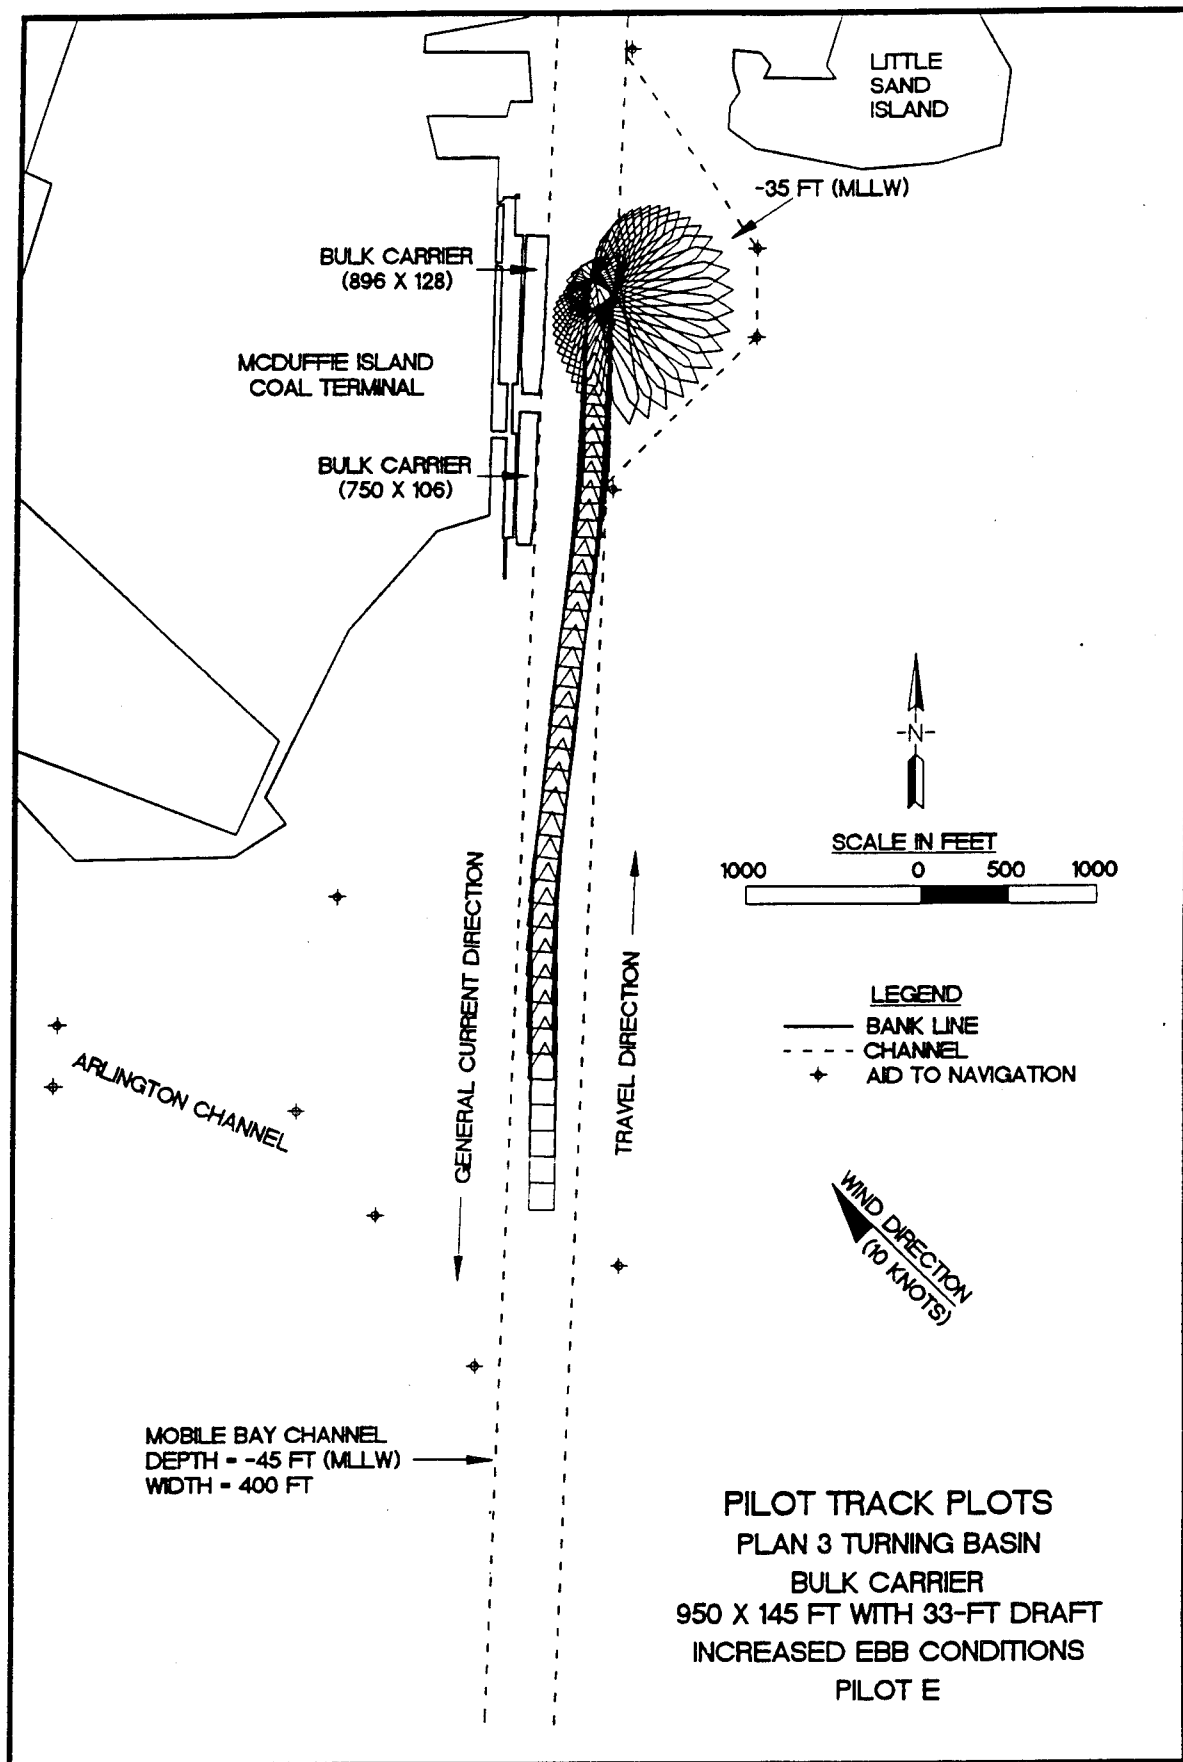 LITTLE
SAND
ISLAND
-35 FT (MLLW)
BULK CARRIER
(896 X 128)
MCDUFFIE ISLAND
COAL TERMINAL
BULK CARRIER
(750 X 106)
-N-
SCALE IN FEET
1000 0 500 1000
GENERAL CURRENT DIRECTION
TRAVEL DIRECTION
LEGEND
BANK LINE
CHANNEL
AID TO NAVIGATION
ARLINGTON CHANNEL
WIND DIRECTION
(10 KNOTS)
MOBILE BAY CHANNEL
DEPTH = -45 FT (MLLW)
WIDTH = 400 FT
PILOT TRACK PLOTS
PLAN 3 TURNING BASIN
BULK CARRIER
950 X 145 FT WITH 33-FT DRAFT
INCREASED EBB CONDITIONS
PILOT E